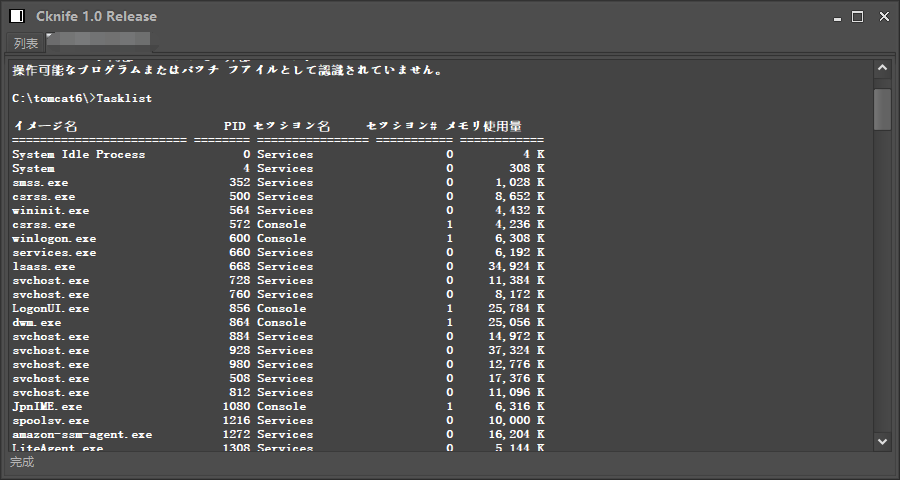 Cknife 1.0 Release
列表
操作可能なプログラムまたはバッチ ファイルとして認識されていません。
C:\tomcat6\>Tasklist
イメージ名 PID セッション名 セッション# メモリ使用量
========================= ======== ================ =========== ============
System Idle Process 0 Services 0 4 K
System 4 Services 0 308 K
smss.exe 352 Services 0 1,028 K
csrss.exe 500 Services 0 8,652 K
wininit.exe 564 Services 0 4,432 K
csrss.exe 572 Console 1 4,236 K
winlogon.exe 600 Console 1 6,308 K
services.exe 660 Services 0 6,192 K
lsass.exe 668 Services 0 34,924 K
svchost.exe 728 Services 0 11,384 K
svchost.exe 760 Services 0 8,172 K
LogonUI.exe 856 Console 1 25,784 K
dwm.exe 864 Console 1 25,056 K
svchost.exe 884 Services 0 14,972 K
svchost.exe 928 Services 0 37,324 K
svchost.exe 980 Services 0 12,776 K
svchost.exe 508 Services 0 17,376 K
svchost.exe 812 Services 0 11,096 K
JpnIME.exe 1080 Console 1 6,316 K
spoolsv.exe 1216 Services 0 10,000 K
amazon-ssm-agent.exe 1272 Services 0 16,204 K
LiteAgent.exe 1308 Services 0 5,144 K
完成